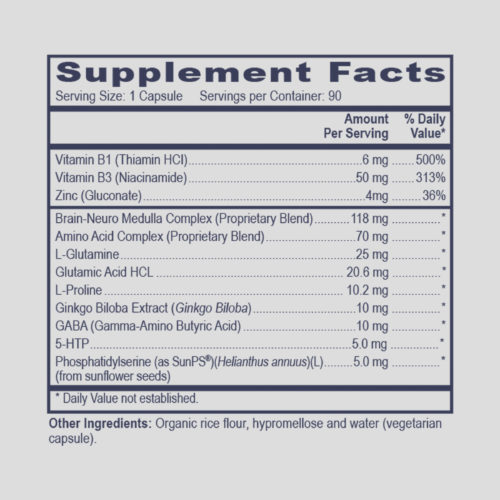 Supplement Facts
Serving Size: 1 Capsule Servings per Container: 90
Amount Per Serving % Daily Value*
Vitamin B1 (Thiamin HCl) 6 mg 500%
Vitamin B3 (Niacinamide) 50 mg 313%
Zinc (Gluconate) 4mg 36%
Brain-Neuro Medulla Complex (Proprietary Blend) 118 mg *
Amino Acid Complex (Proprietary Blend) 70 mg *
L-Glutamine 25 mg *
Glutamic Acid HCL 20.6 mg *
L-Proline 10.2 mg *
Ginkgo Biloba Extract (Ginkgo Biloba) 10 mg *
GABA (Gamma-Amino Butyric Acid) 10 mg *
5-HTP 5.0 mg *
Phosphatidylserine (as SunPS®)(Helianthus annuus)(L) 5.0 mg *
(from sunflower seeds)
* Daily Value not established.
Other Ingredients: Organic rice flour, hypromellose and water (vegetarian
capsule).